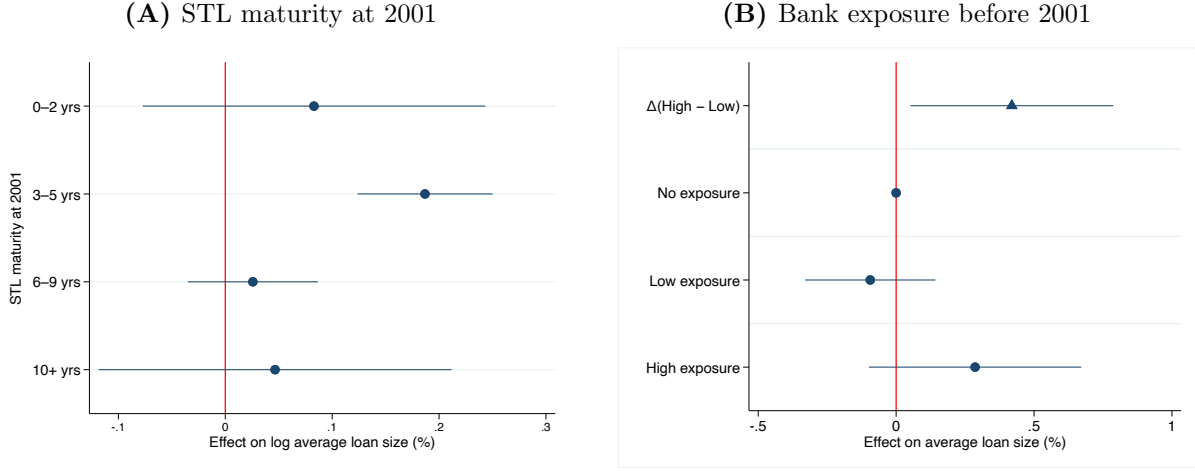 (A) STL maturity at 2001
STL maturity at 2001
0–2 yrs
3–5 yrs
6–9 yrs
10+ yrs
-.1 0 .1 .2 .3
Effect on log average loan size (%)
(B) Bank exposure before 2001
Δ(High – Low)
No exposure
Low exposure
High exposure
-.5 0 .5 1
Effect on average loan size (%)